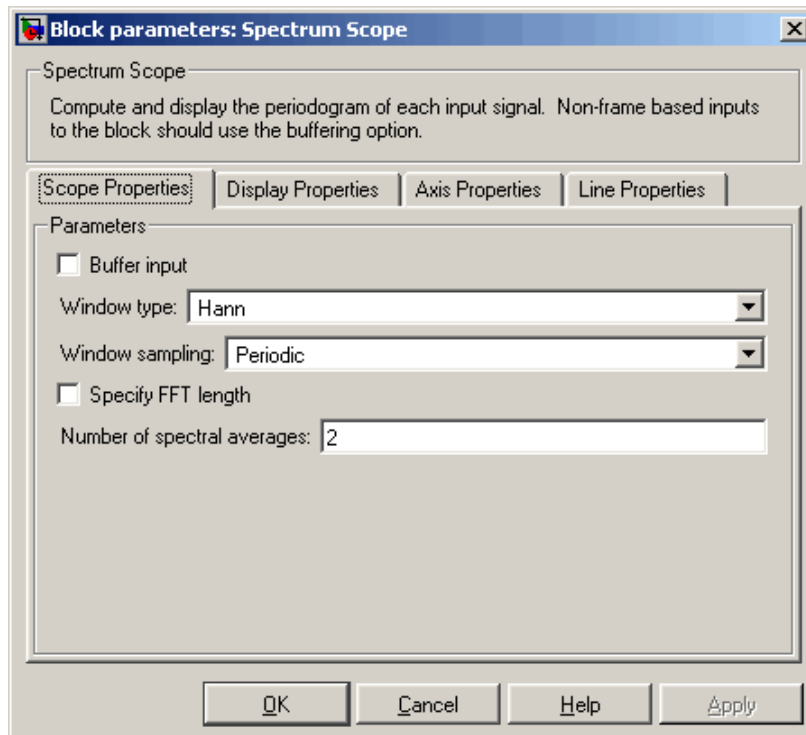 Block parameters: Spectrum Scope
Spectrum Scope
Compute and display the periodogram of each input signal. Non-frame based inputs
to the block should use the buffering option.
Scope Properties Display Properties Axis Properties Line Properties
Parameters
Buffer input
Window type: Hann
Window sampling: Periodic
Specify FFT length
Number of spectral averages: 2
OK Cancel Help Apply